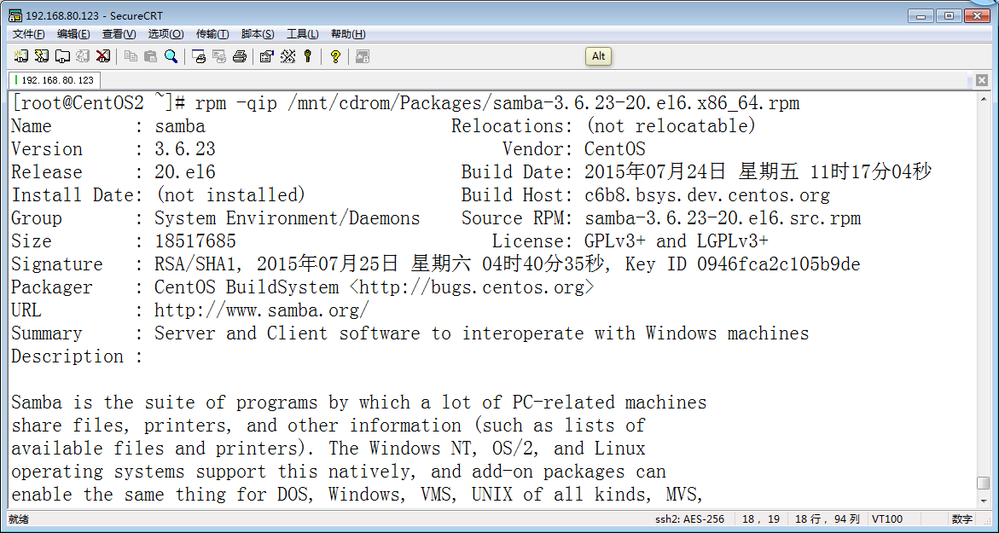 192.168.80.123 - SecureCRT
文件(F) 编辑(E) 查看(V) 选项(O) 传输(T) 脚本(S) 工具(L) 帮助(H)
Alt
192.168.80.123
[root@CentOS2 ~]# rpm -qip /mnt/cdrom/Packages/samba-3.6.23-20.el6.x86_64.rpm
Name        : samba                        Relocations: (not relocatable)
Version     : 3.6.23                            Vendor: CentOS
Release     : 20.el6                        Build Date: 2015年07月24日 星期五 11时17分04秒
Install Date: (not installed)               Build Host: c6b8.bsys.dev.centos.org
Group       : System Environment/Daemons    Source RPM: samba-3.6.23-20.el6.src.rpm
Size        : 18517685                         License: GPLv3+ and LGPLv3+
Signature   : RSA/SHA1, 2015年07月25日 星期六 04时40分35秒, Key ID 0946fca2c105b9de
Packager    : CentOS BuildSystem <http://bugs.centos.org>
URL         : http://www.samba.org/
Summary     : Server and Client software to interoperate with Windows machines
Description :
Samba is the suite of programs by which a lot of PC-related machines
share files, printers, and other information (such as lists of
available files and printers). The Windows NT, OS/2, and Linux
operating systems support this natively, and add-on packages can
enable the same thing for DOS, Windows, VMS, UNIX of all kinds, MVS,
就绪 ssh2: AES-256 18, 19 18 行, 94 列 VT100 数字